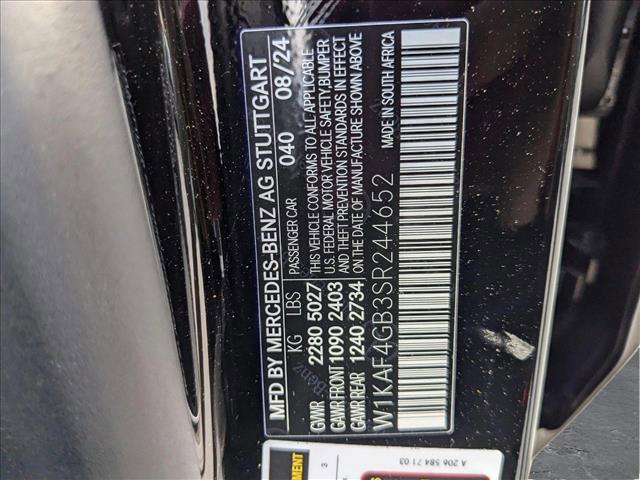 MFD BY MERCEDES-BENZ AG STUTTGART
040 08/24
KG LBS PASSENGER CAR
GVWR 2280 5027
GAWR FRONT 1090 2403
GAWR REAR 1240 2734
THIS VEHICLE CONFORMS TO ALL APPLICABLE
U.S. FEDERAL MOTOR VEHICLE SAFETY,BUMPER
AND THEFT PREVENTION STANDARDS IN EFFECT
ON THE DATE OF MANUFACTURE SHOWN ABOVE
MADE IN SOUTH AFRICA
W1KAF4GB3SR244652
A 206 584 71 03
3